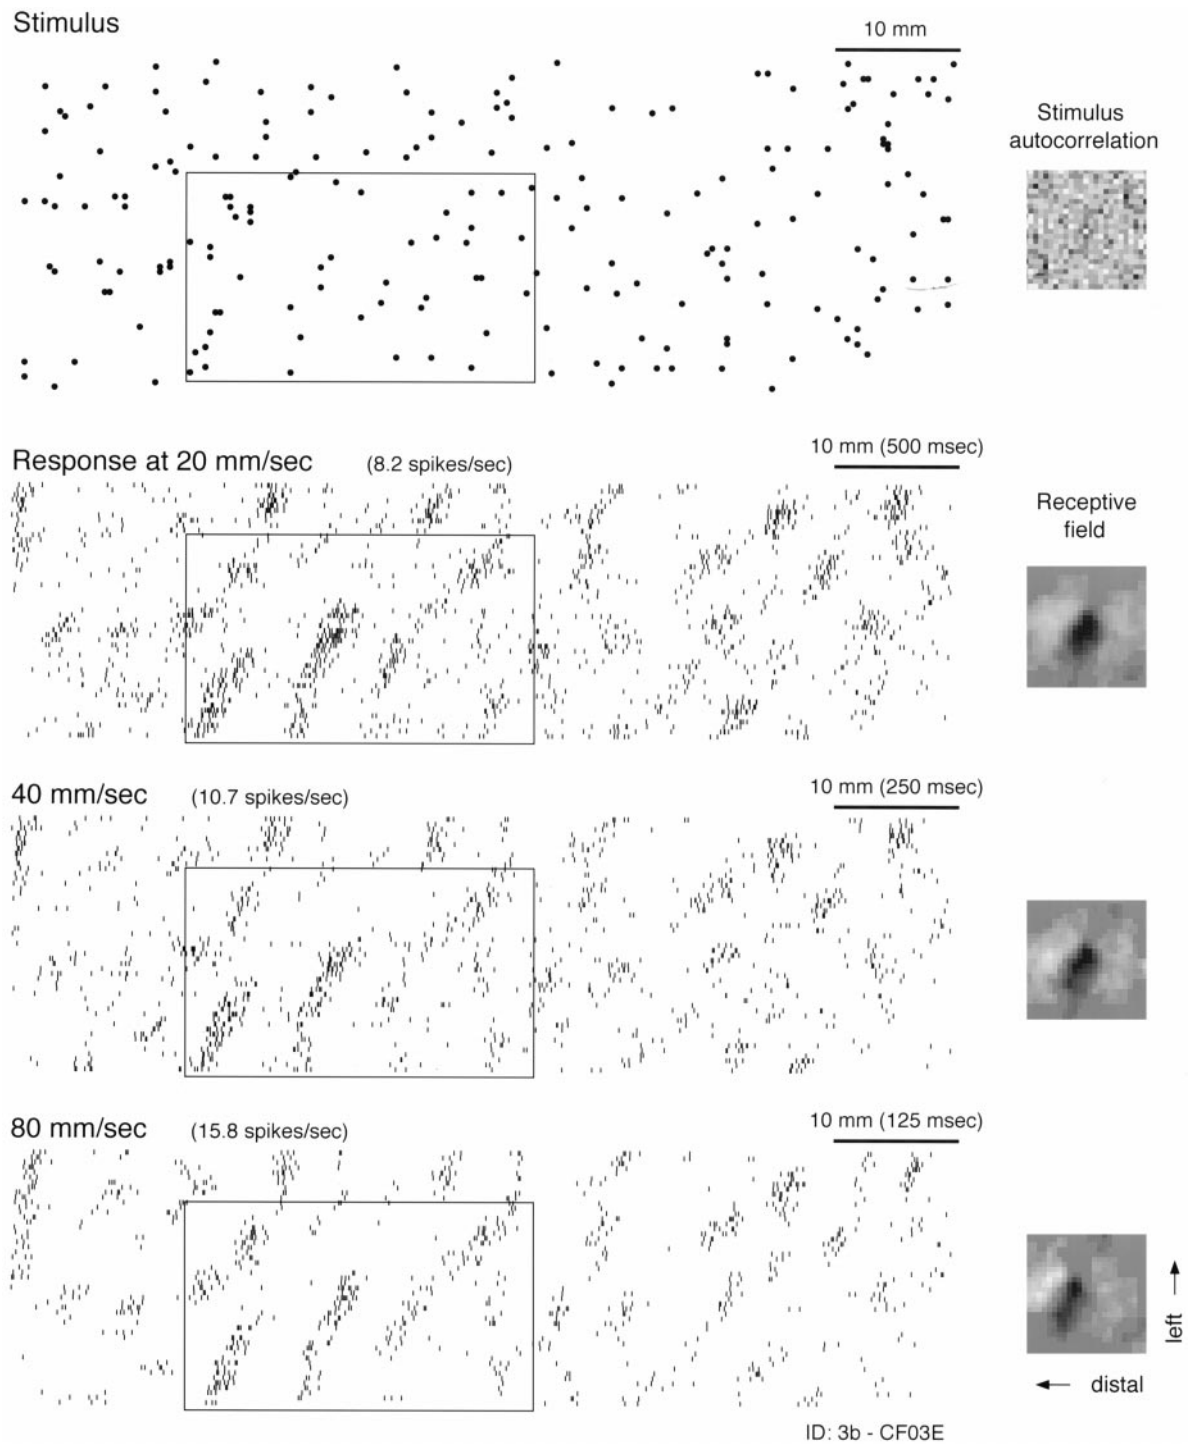 Stimulus
10 mm
Stimulus
autocorrelation
Response at 20 mm/sec (8.2 spikes/sec)
10 mm (500 msec)
Receptive
field
40 mm/sec (10.7 spikes/sec)
10 mm (250 msec)
80 mm/sec (15.8 spikes/sec)
10 mm (125 msec)
left
distal
ID: 3b - CF03E